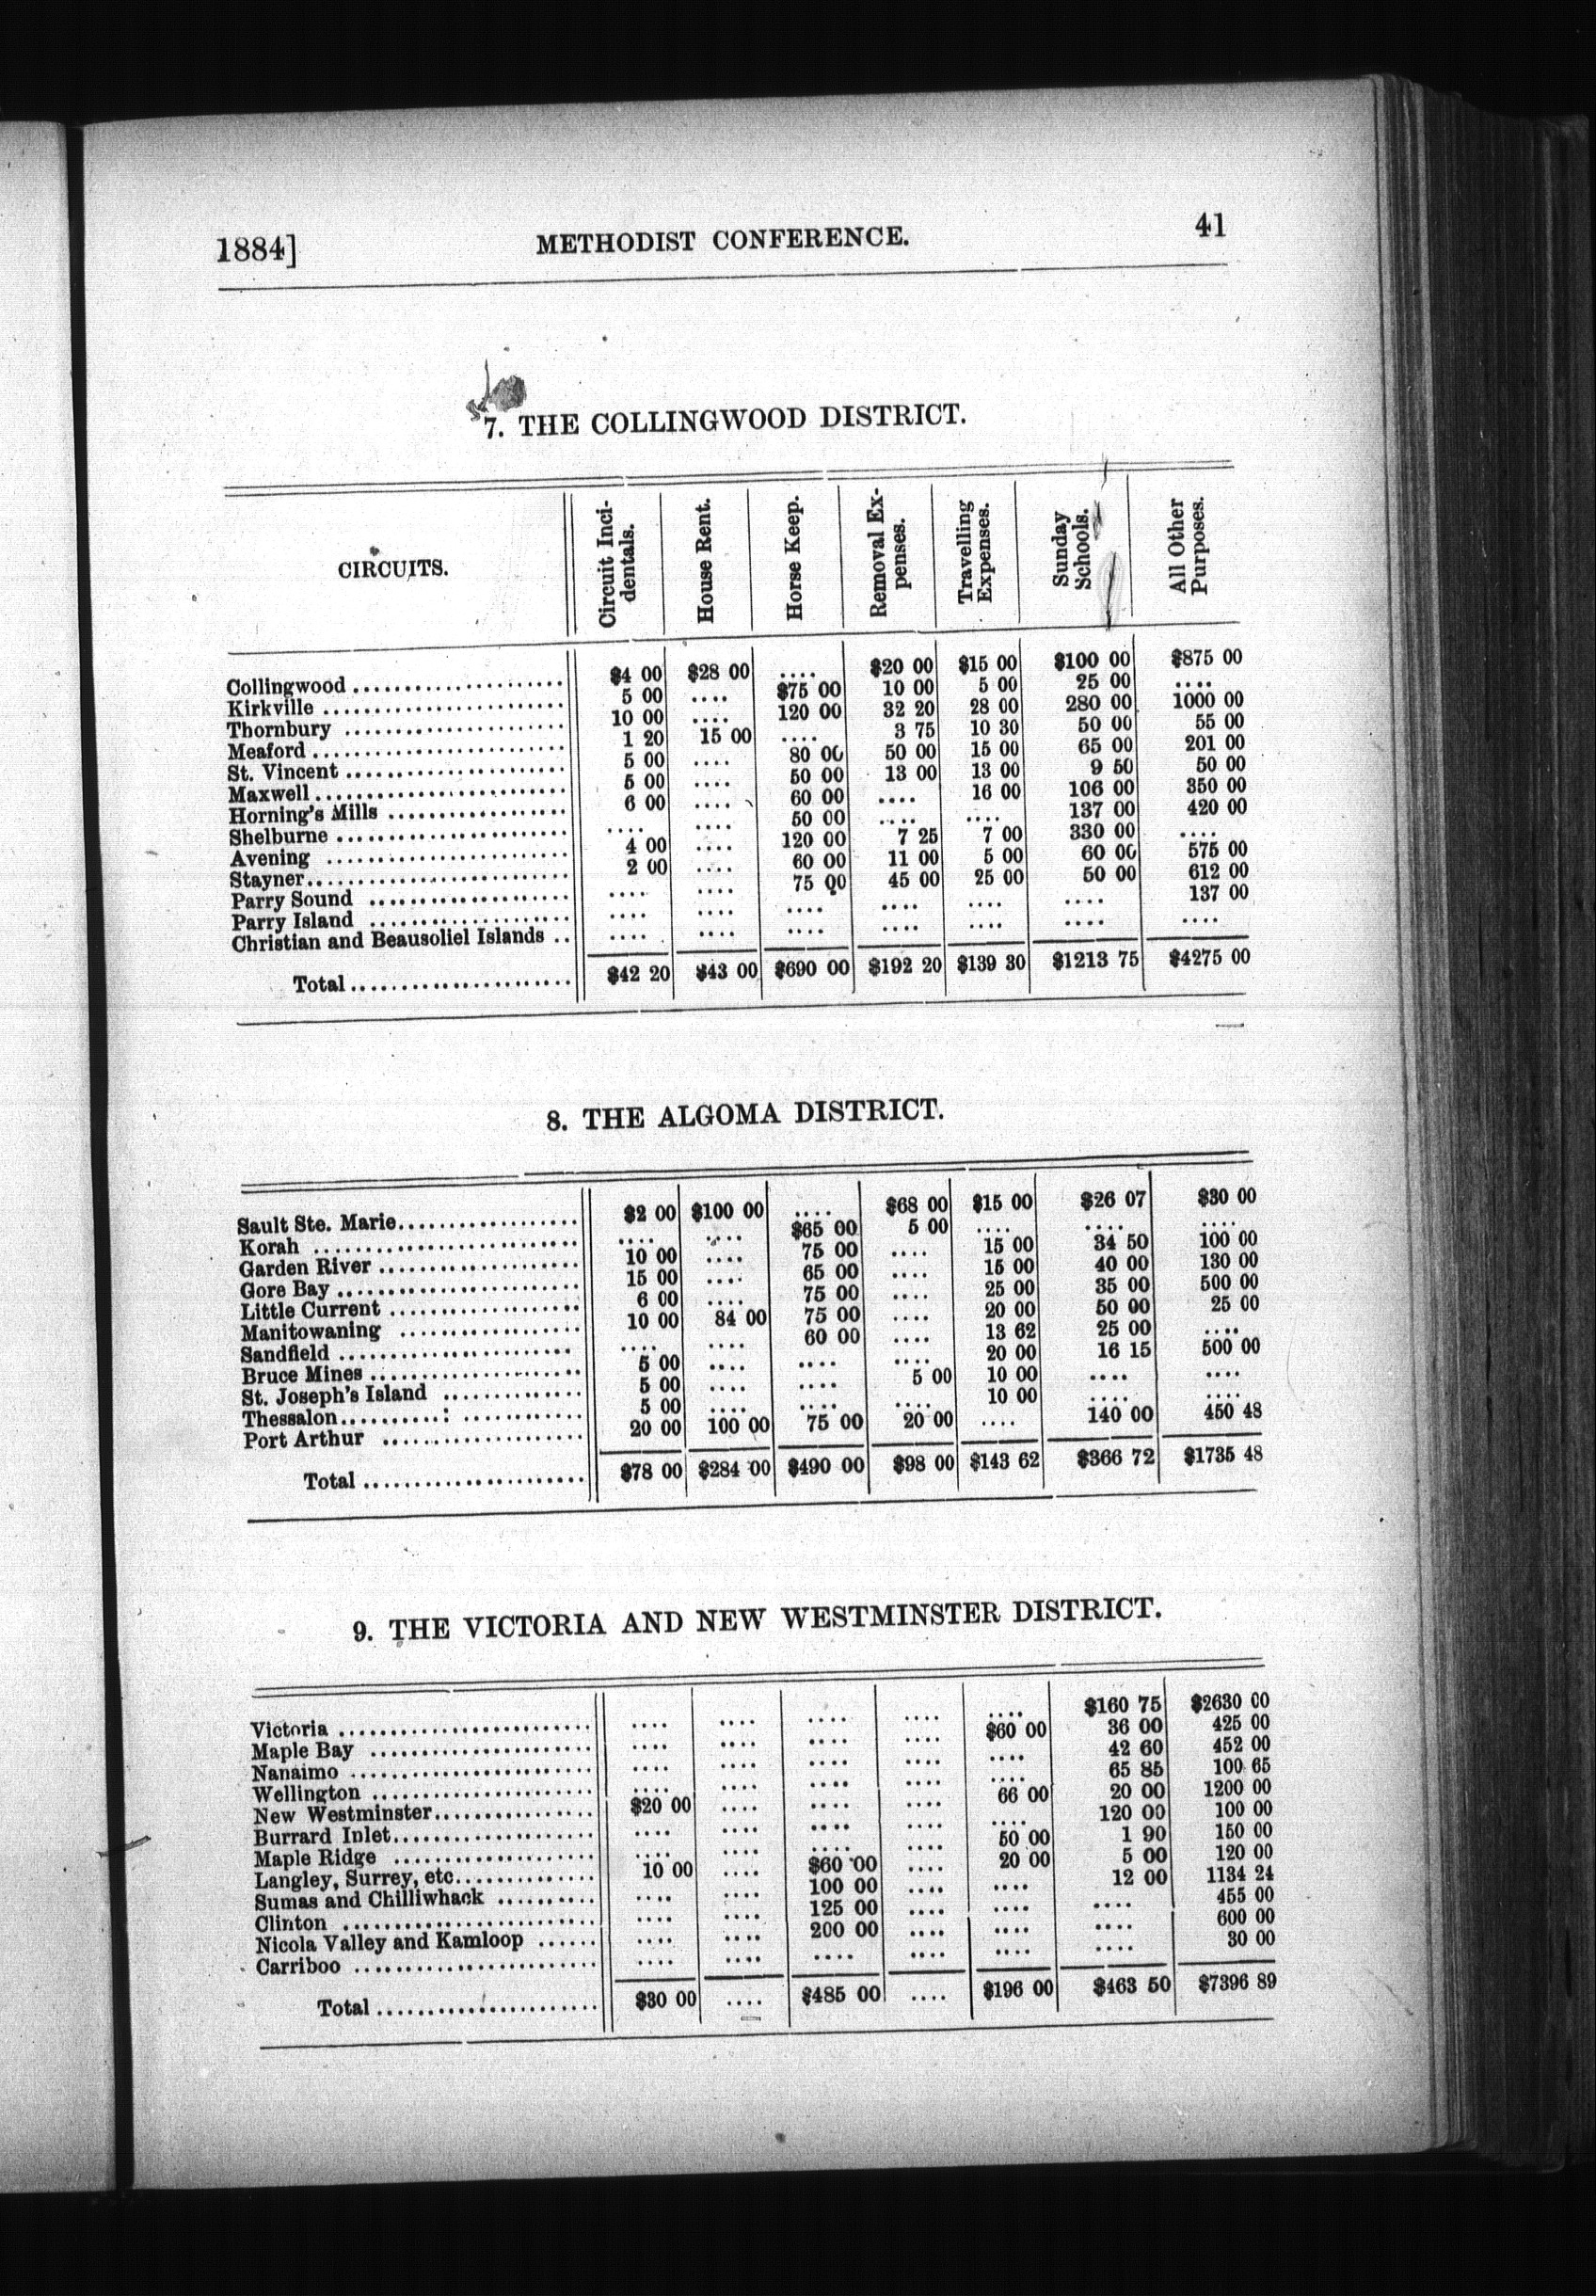 1884] METHODIST CONFERENCE. 41
7. THE COLLINGWOOD DISTRICT.
CIRCUITS. Circuit Incidentals. House Rent. Horse Keep. Removal Expenses. Travelling Expenses. Sunday Schools. All Other Purposes.
Collingwood .... $4 00 $28 00 .... $20 00 $15 00 $100 00 $875 00
Kirkville .... 5 00 .... $75 00 10 00 5 00 25 00 ....
Thornbury .... 10 00 .... 120 00 32 20 28 00 280 00 1000 00
Meaford .... 1 20 15 00 .... 3 75 10 30 50 00 55 00
St. Vincent .... 5 00 .... 80 00 50 00 15 00 65 00 201 00
Maxwell .... 5 00 .... 50 00 13 00 13 00 9 50 50 00
Horning's Mills .... 6 00 .... 60 00 .... 16 00 106 00 350 00
Shelburne .... .... .... 50 00 .... .... 137 00 420 00
Avening .... 4 00 .... 120 00 7 25 7 00 330 00 ....
Stayner .... 2 00 .... 60 00 11 00 5 00 60 00 575 00
Parry Sound .... .... .... 75 00 45 00 25 00 50 00 612 00
Parry Island .... .... .... .... .... .... .... 137 00
Christian and Beausoliel Islands .. .... .... .... .... .... .... ....
Total .... $42 20 $43 00 $690 00 $192 20 $139 30 $1213 75 $4275 00
8. THE ALGOMA DISTRICT.
Sault Ste. Marie .... $2 00 $100 00 .... $68 00 $15 00 $26 07 $30 00
Korah .... .... .... $65 00 5 00 .... .... ....
Garden River .... 10 00 .... 75 00 .... 15 00 34 50 100 00
Gore Bay .... 15 00 .... 65 00 .... 15 00 40 00 130 00
Little Current .... 6 00 .... 75 00 .... 25 00 35 00 500 00
Manitowaning .... 10 00 84 00 75 00 .... 20 00 50 00 25 00
Sandfield .... .... .... 60 00 .... 13 62 25 00 ....
Bruce Mines .... 5 00 .... .... .... 20 00 16 15 500 00
St. Joseph's Island .... 5 00 .... .... 5 00 10 00 .... ....
Thessalon .... 5 00 .... .... .... 10 00 .... ....
Port Arthur .... 20 00 100 00 75 00 20 00 .... 140 00 450 48
Total .... $78 00 $284 00 $490 00 $98 00 $143 62 $366 72 $1735 48
9. THE VICTORIA AND NEW WESTMINSTER DISTRICT.
Victoria .... .... .... .... .... .... $160 75 $2630 00
Maple Bay .... .... .... .... .... $60 00 36 00 425 00
Nanaimo .... .... .... .... .... .... 42 60 452 00
Wellington .... .... .... .... .... .... 65 85 100 65
New Westminster .... $20 00 .... .... .... 66 00 20 00 1200 00
Burrard Inlet .... .... .... .... .... .... 120 00 100 00
Maple Ridge .... .... .... .... .... 50 00 1 90 150 00
Langley, Surrey, etc .... 10 00 .... $60 00 .... 20 00 5 00 120 00
Sumas and Chilliwhack .... .... .... 100 00 .... .... 12 00 1134 24
Clinton .... .... .... 125 00 .... .... .... 455 00
Nicola Valley and Kamloop .... .... .... 200 00 .... .... .... 600 00
Carriboo .... .... .... .... .... .... .... 30 00
Total .... $30 00 .... $485 00 .... $196 00 $463 50 $7396 89